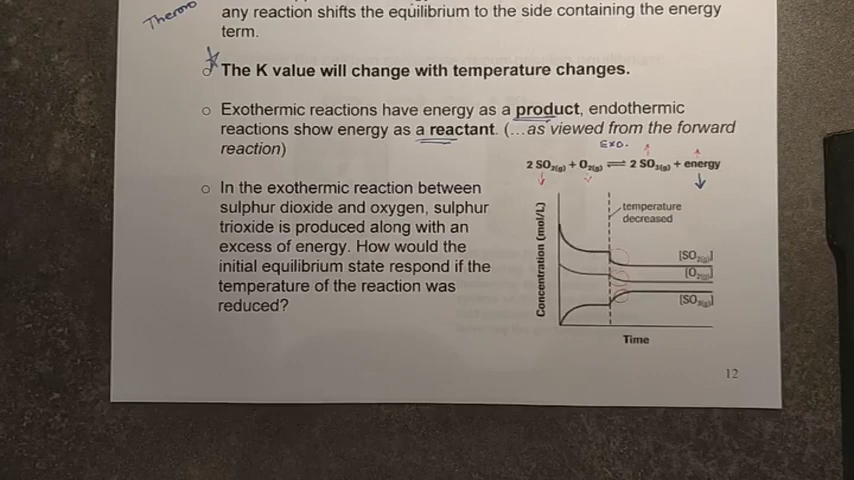 any reaction shifts the equilibrium to the side containing the energy
term.
Thermo
The K value will change with temperature changes.
o Exothermic reactions have energy as a product, endothermic
reactions show energy as a reactant. (…as viewed from the forward
reaction)
EXO.
2 SO₂(g) + O₂(g) ⇌ 2 SO₃(g) + energy
o In the exothermic reaction between
sulphur dioxide and oxygen, sulphur
trioxide is produced along with an
excess of energy. How would the
initial equilibrium state respond if the
temperature of the reaction was
reduced?
Concentration (mol/L)
temperature
decreased
[SO₂(g)]
[O₂(g)]
[SO₃(g)]
Time
12